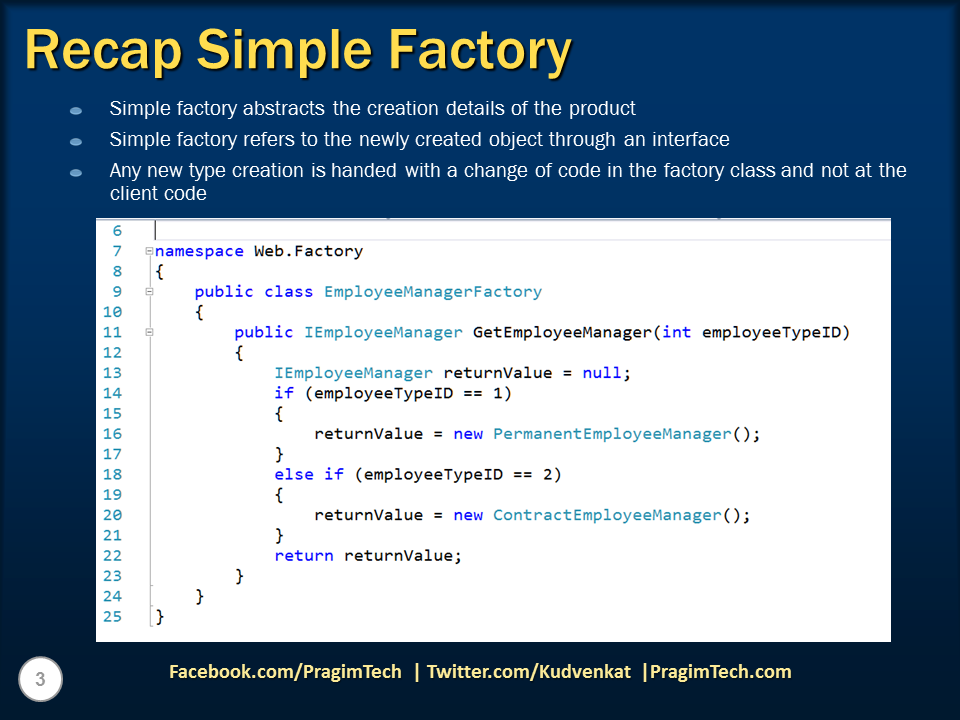 Recap Simple Factory
Simple factory abstracts the creation details of the product
Simple factory refers to the newly created object through an interface
Any new type creation is handed with a change of code in the factory class and not at the
client code
6
7 namespace Web.Factory
8 {
9 public class EmployeeManagerFactory
10 {
11 public IEmployeeManager GetEmployeeManager(int employeeTypeID)
12 {
13 IEmployeeManager returnValue = null;
14 if (employeeTypeID == 1)
15 {
16 returnValue = new PermanentEmployeeManager();
17 }
18 else if (employeeTypeID == 2)
19 {
20 returnValue = new ContractEmployeeManager();
21 }
22 return returnValue;
23 }
24 }
25 }
3
Facebook.com/PragimTech | Twitter.com/Kudvenkat |PragimTech.com